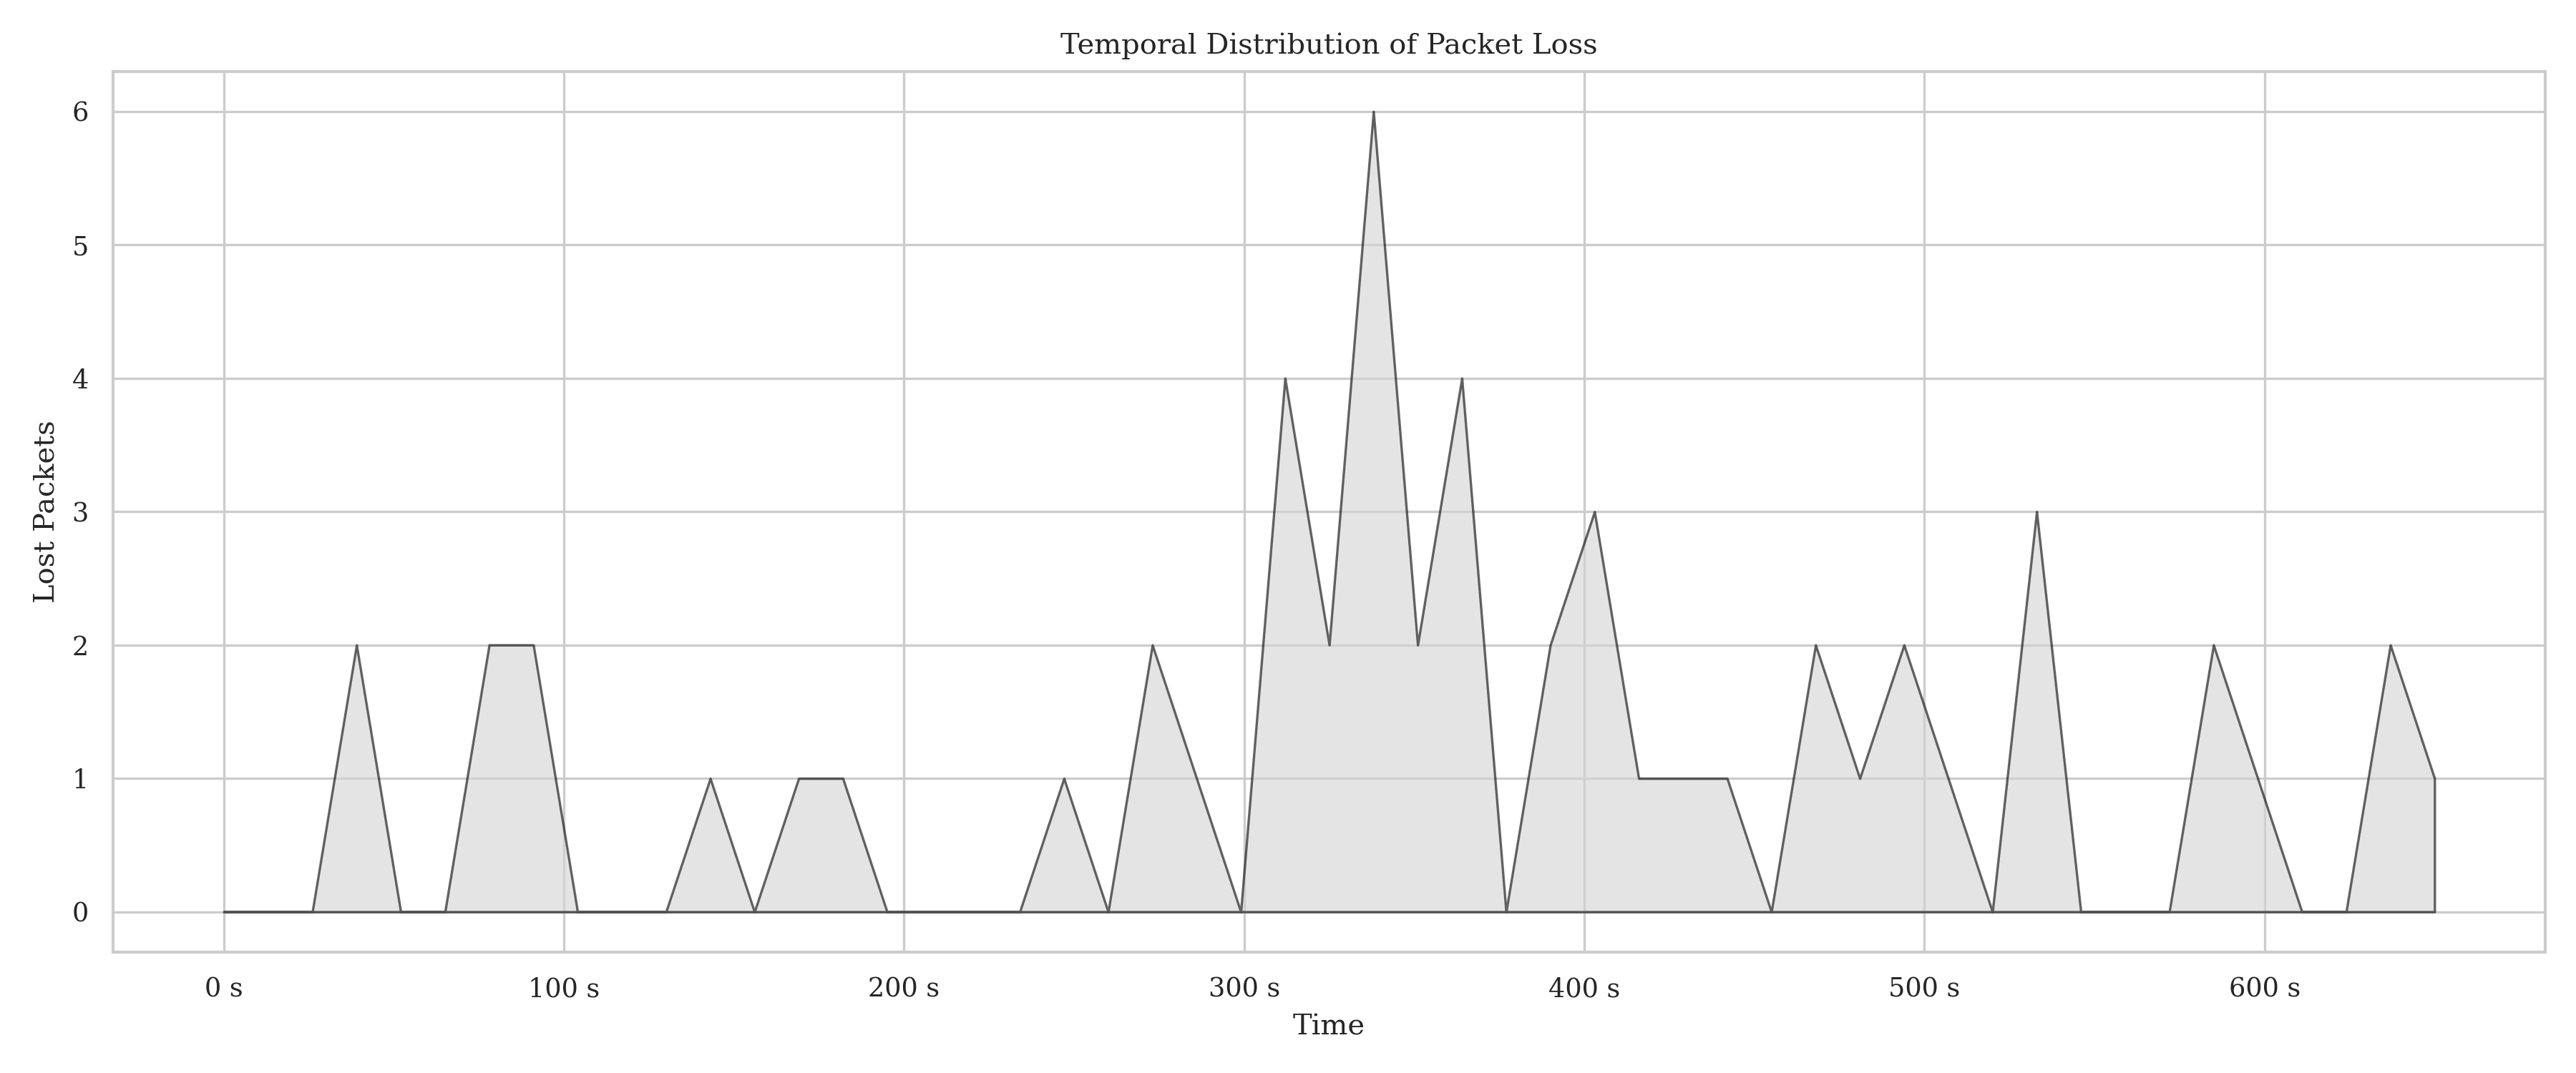 Temporal Distribution of Packet Loss
6
5
4
3
2
1
0
Lost Packets
0 s
100 s
200 s
300 s
400 s
500 s
600 s
Time